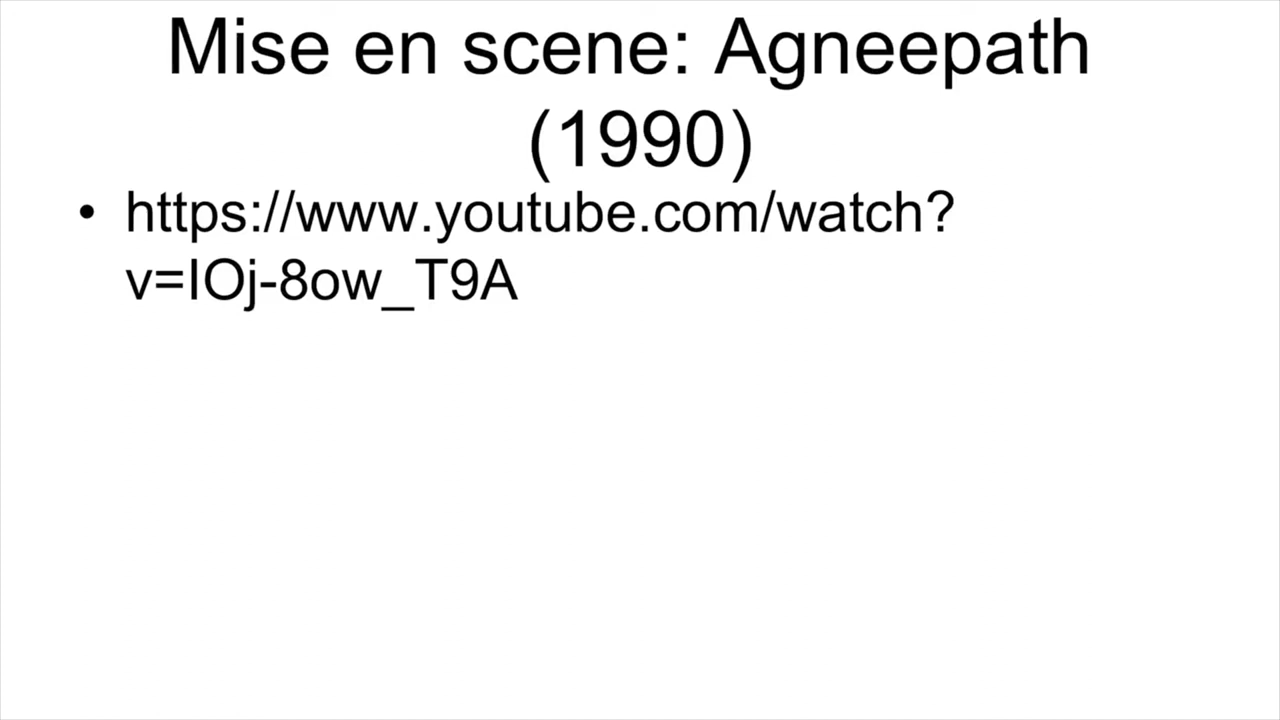 Mise en scene: Agneepath
(1990)
• https://www.youtube.com/watch?
v=IOj-8ow_T9A